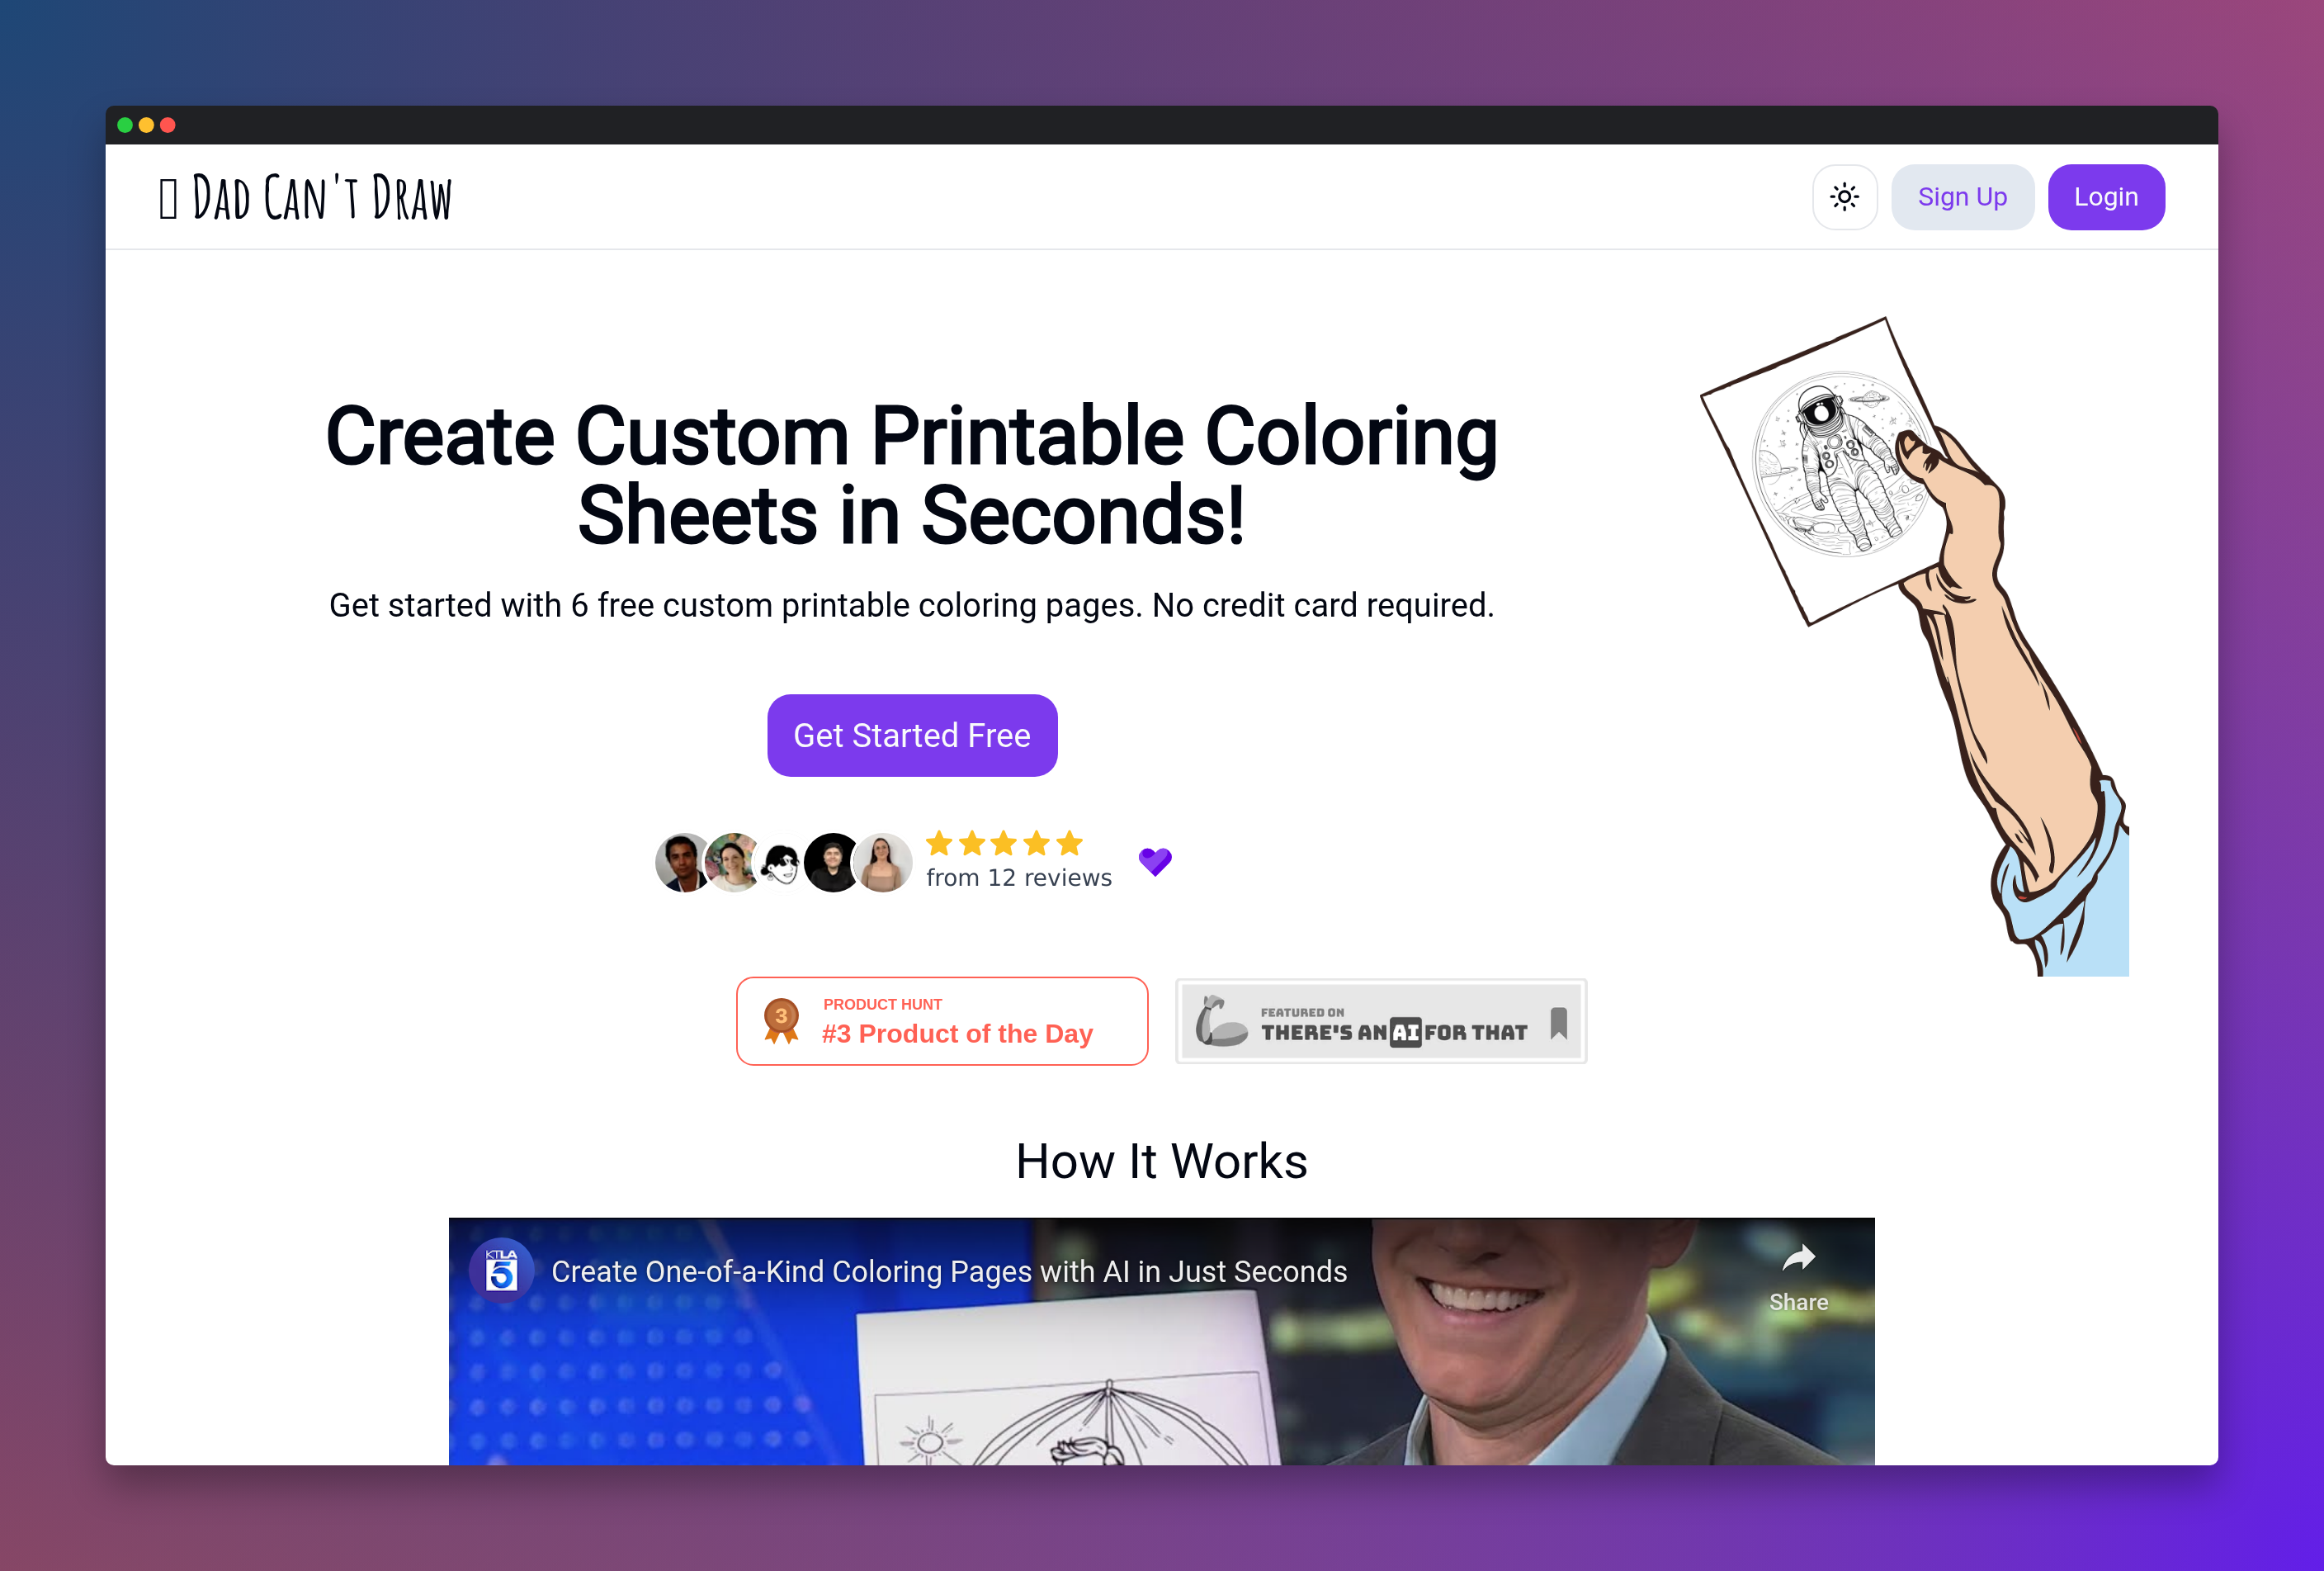 Dad Can't Draw
Sign Up
Login
Create Custom Printable Coloring
Sheets in Seconds!
Get started with 6 free custom printable coloring pages. No credit card required.
Get Started Free
from 12 reviews
3
PRODUCT HUNT
#3 Product of the Day
FEATURED ON
THERE'S AN AI FOR THAT
How It Works
KTLA
5
Create One-of-a-Kind Coloring Pages with AI in Just Seconds
Share